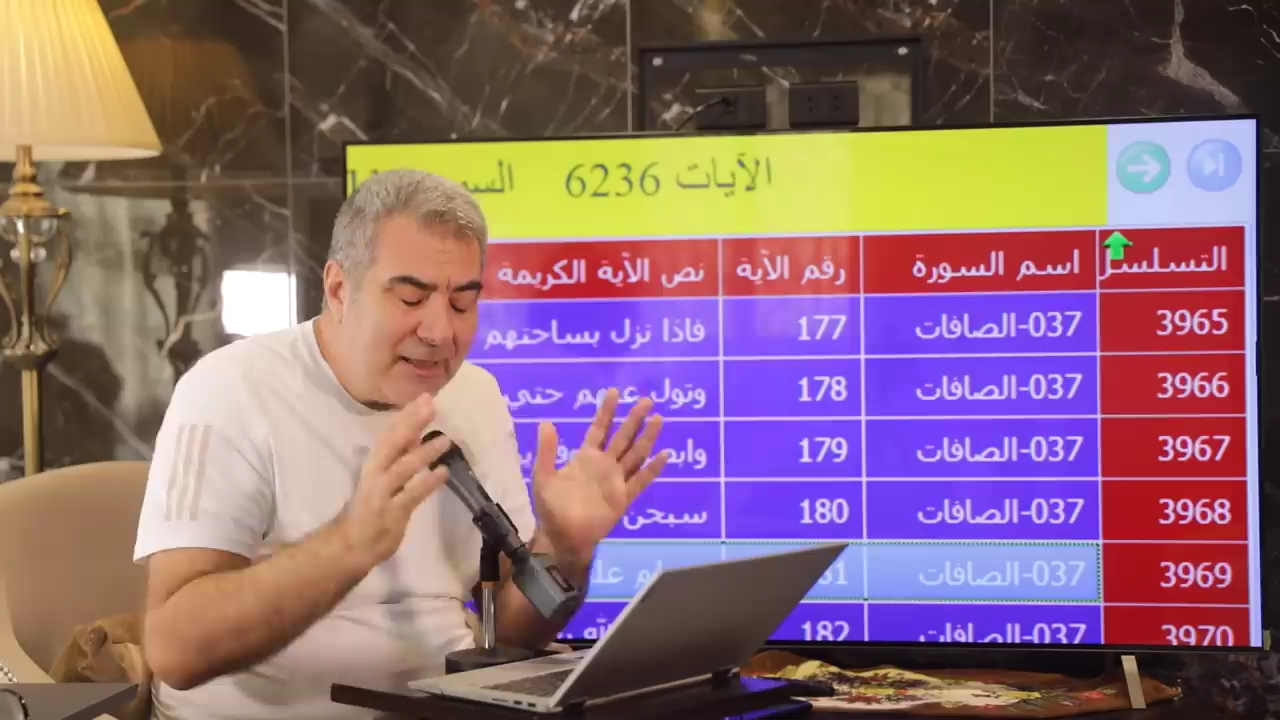 الآيات 6236
التسلسل اسم السورة رقم الآية نص الآية الكريمة
3965 037-الصافات 177 فاذا نزل بساحتهم
3966 037-الصافات 178 وتول عنهم حتي
3967 037-الصافات 179
3968 037-الصافات 180 سبحن
3969 037-الصافات
3970 037-الصافات 182